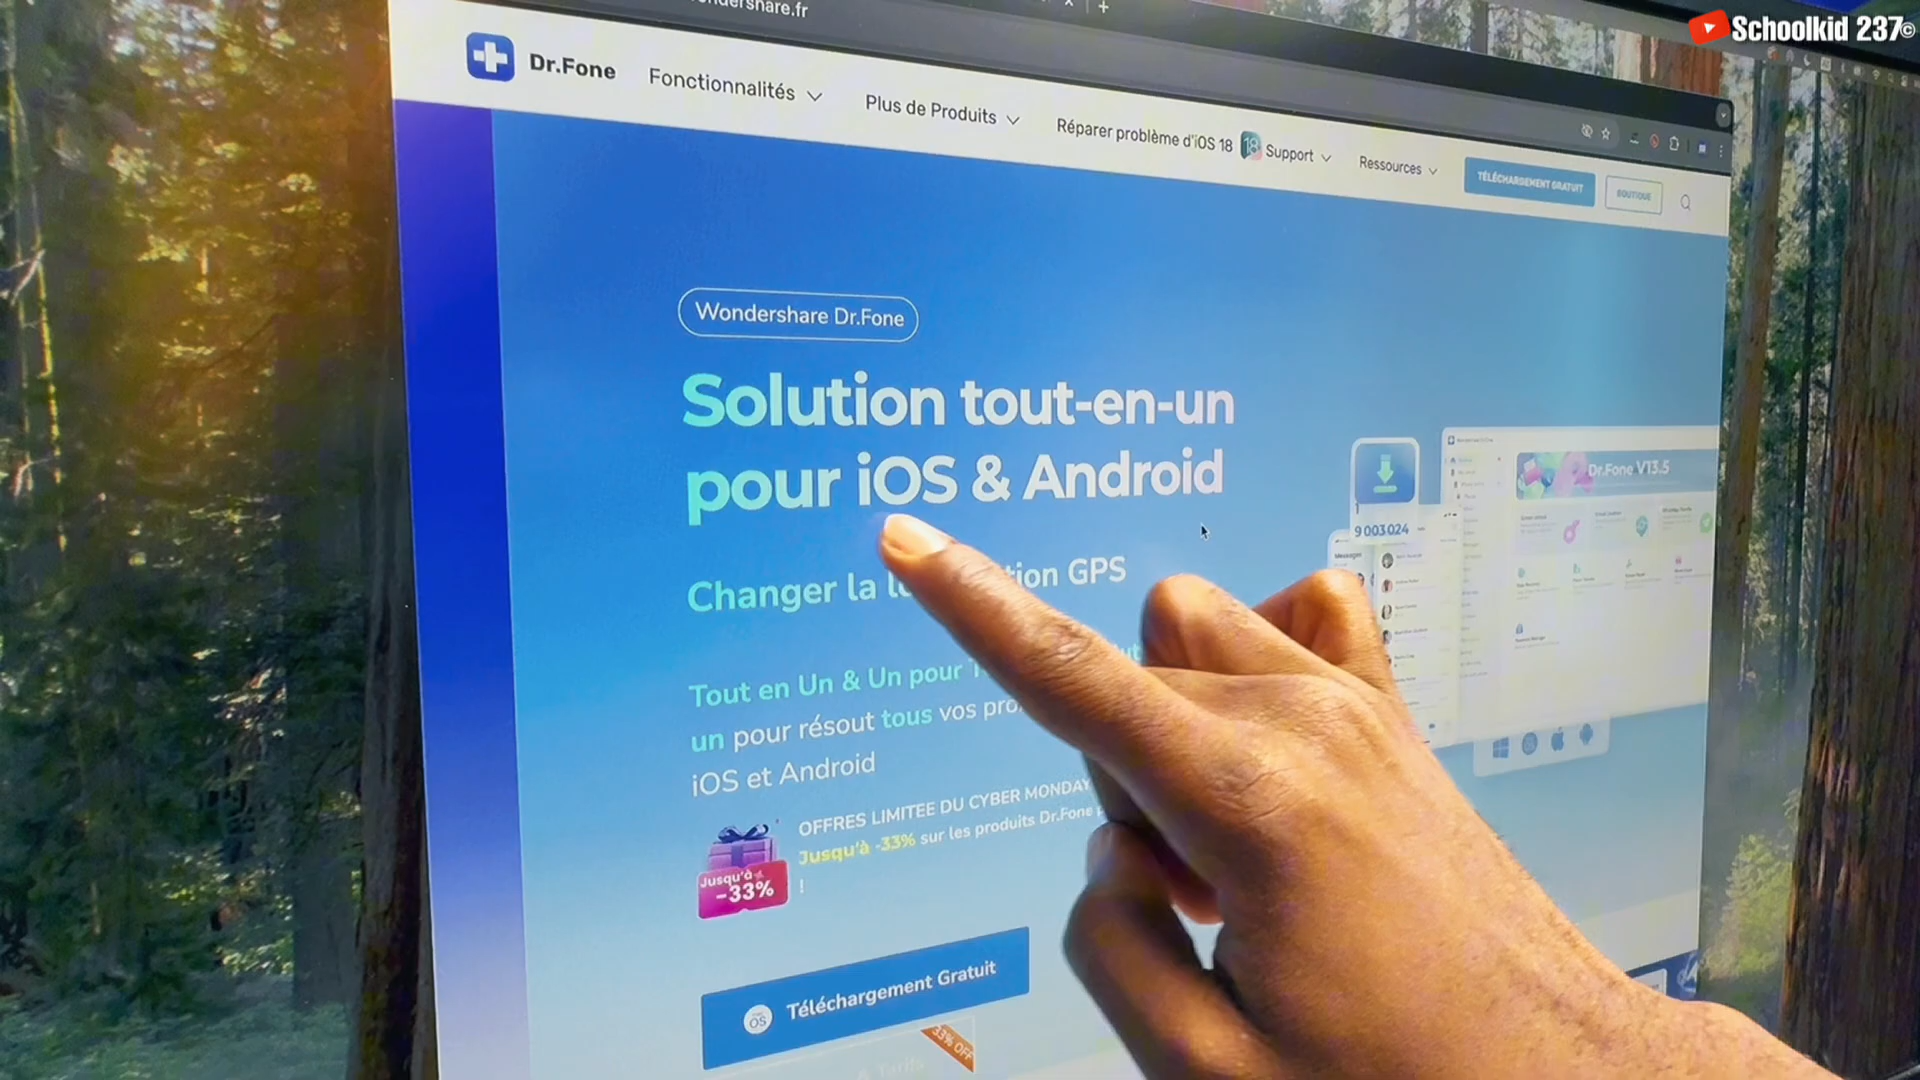 Schoolkid 237©
ndershare.fr
Dr.Fone
Fonctionnalités
Plus de Produits
Réparer problème d'iOS 18
18
Support
Ressources
TÉLÉCHARGEMENT GRATUIT
BOUTIQUE
Wondershare Dr.Fone
Solution tout-en-un
pour iOS & Android
Changer la l tion GPS
Tout en Un & Un pour T
un pour résout tous vos pro
iOS et Android
OFFRES LIMITEE DU CYBER MONDAY
Jusqu'à -33% sur les produits Dr.Fone
!
Jusqu'à
-33%
Téléchargement Gratuit
33% OFF
Tarifs
Dr.Fone V13.5
9 003 024
Messages